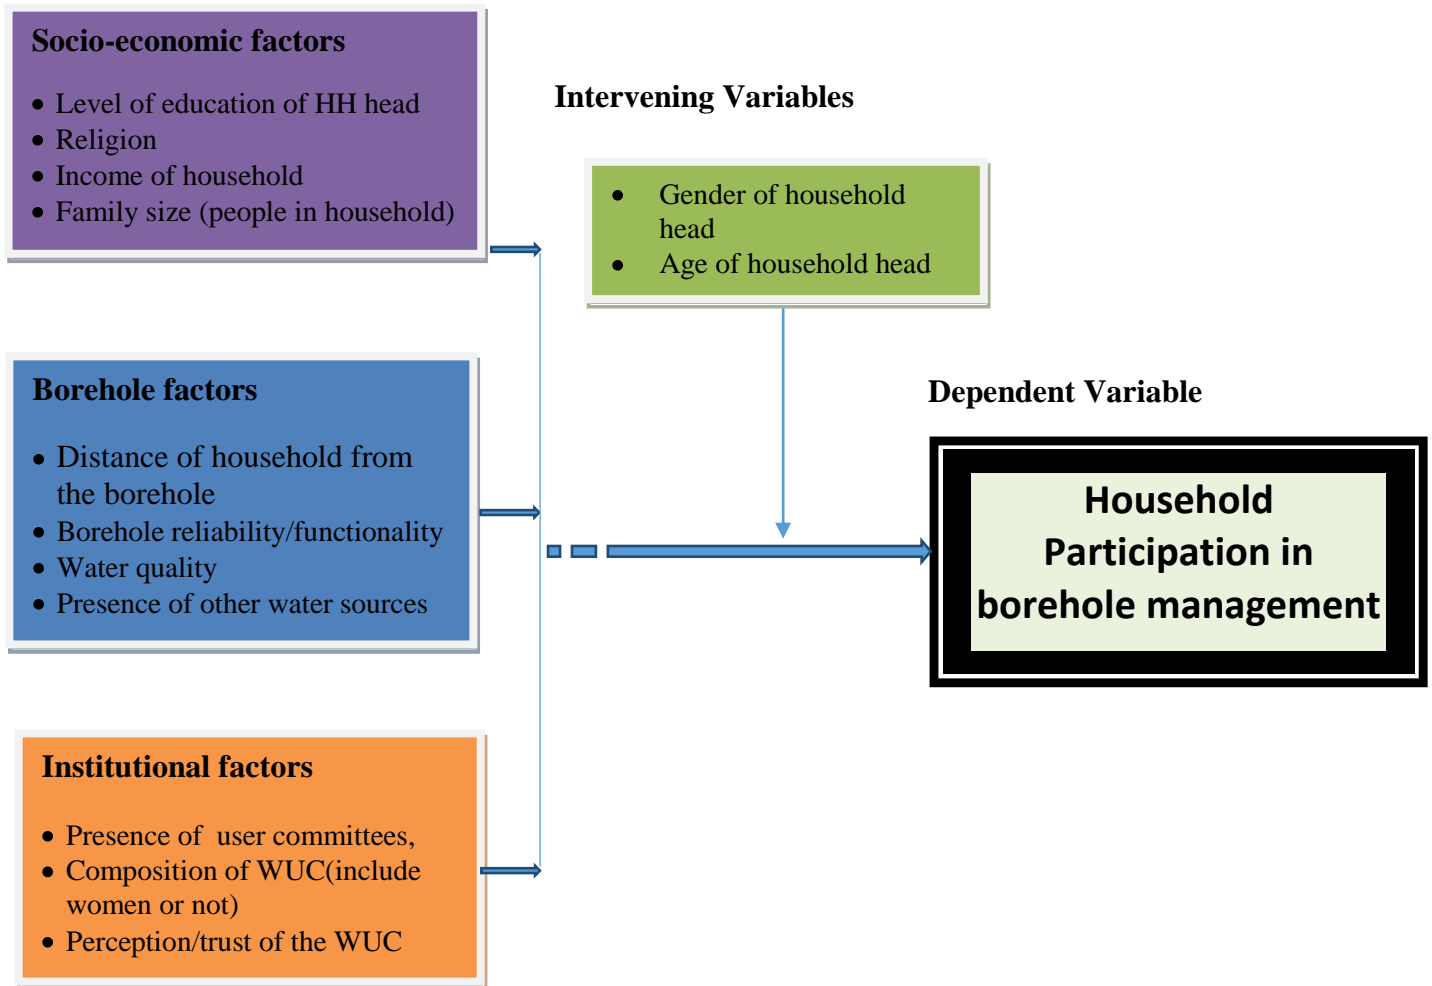 Socio-economic factors
• Level of education of HH head
• Religion
• Income of household
• Family size (people in household)
Intervening Variables
• Gender of household
head
• Age of household head
Borehole factors
• Distance of household from
the borehole
• Borehole reliability/functionality
• Water quality
• Presence of other water sources
Dependent Variable
Household
Participation in
borehole management
Institutional factors
• Presence of  user committees,
• Composition of WUC(include
women or not)
• Perception/trust of the WUC